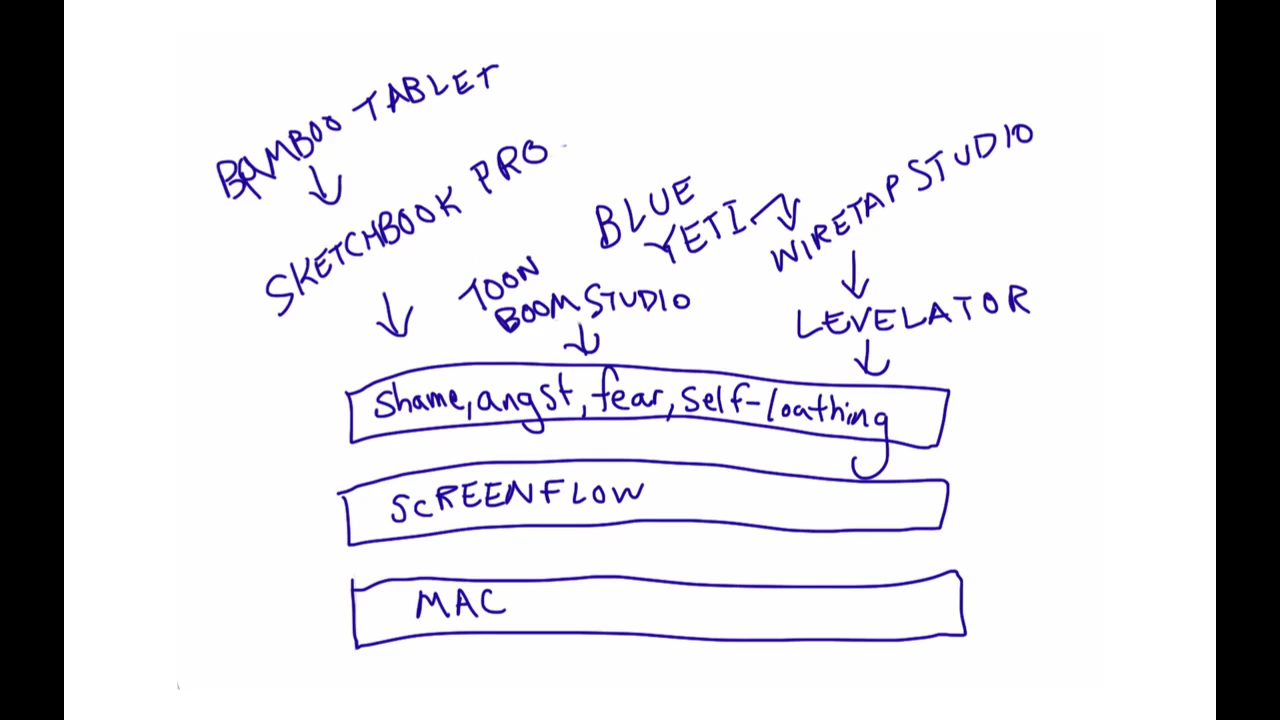 BAMBOO TABLET
SKETCHBOOK PRO
BLUE
YETI
WIRETAP STUDIO
TOON
BOOM STUDIO
LEVELATOR
shame, angst, fear, self-loathing
SCREENFLOW
MAC